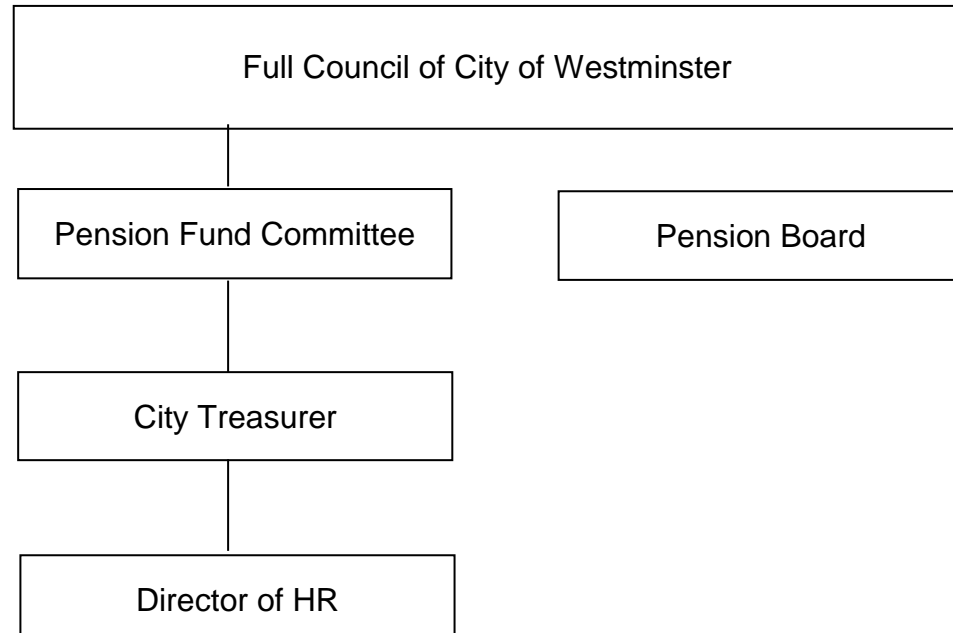 Full Council of City of Westminster
Pension Fund Committee
Pension Board
City Treasurer
Director of HR